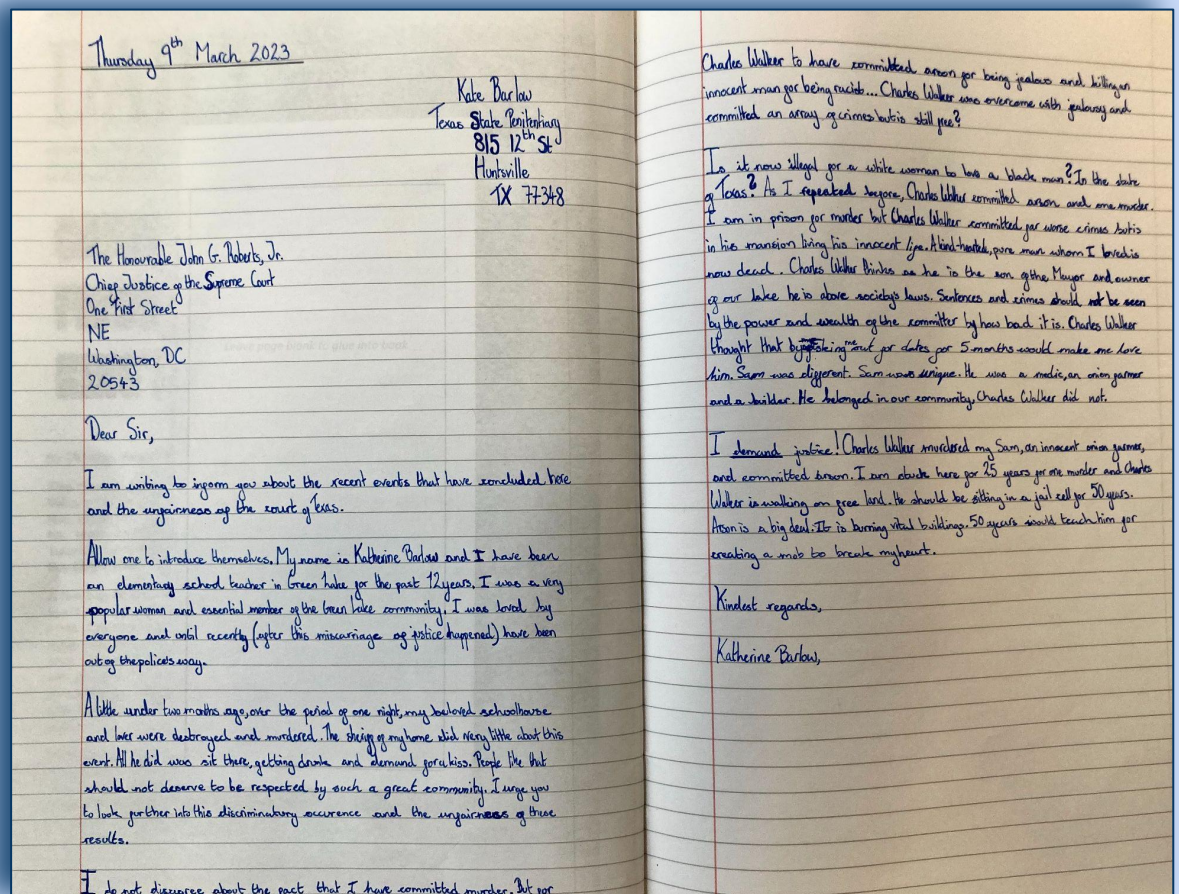 Thursday 9th March 2023
Kate Barlow
Texas State Penitentiary
815 12th St
Huntsville
TX 77348
The Honourable John G. Roberts, Jr.
Chief Justice of the Supreme Court
One First Street
NE
Washington, DC
20543
Dear Sir,
I am writing to inform you about the recent events that have concluded here
and the unfairness of the court of Texas.
Allow one to introduce themselves. My name is Katherine Barlow and I have been
an elementary school teacher in Green Lake for the past 12 years. I was a very
popular woman and essential member of the Green Lake community. I was loved by
everyone and until recently (after this miscarriage of justice happened) have been
out of the police's way.
A little under two months ago, over the period of one night, my beloved schoolhouse
and lover were destroyed and murdered. The sheriff of my home did very little about this
event. All he did was sit there, getting drunk and demand for a kiss. People like that
should not deserve to be respected by such a great community. I urge you
to look further into this discriminatory occurence and the unfairness of these
results.
I do not disagree about the fact that I have committed murder. But for
Charles Walker to have committed arson for being jealous and killing an
innocent man for being racist... Charles Walker was overcome with jealousy and
committed an array of crimes but is still free?
Is it now illegal for a white woman to love a black man? In the state
of Texas? As I repeated before, Charles Walker committed arson and one murder.
I am in prison for murder but Charles Walker committed far worse crimes but is
in his mansion living his innocent life. A kind-hearted, pure man whom I loved is
now dead. Charles Walker thinks as he is the son of the Mayor and owner
of our lake he is above society's laws. Sentences and crimes should not be seen
by the power and wealth of the committer by how bad it is. Charles Walker
thought that by asking me out for dates for 5 months would make me love
him. Sam was different. Sam was unique. He was a medic, an onion farmer
and a builder. He belonged in our community, Charles Walker did not.
I demand justice! Charles Walker murdered my Sam, an innocent onion farmer,
and committed arson. I am stuck here for 25 years for one murder and Charles
Walker is walking on free land. He should be sitting in a jail cell for 50 years.
Arson is a big deal. It is burning vital buildings. 50 years would teach him for
creating a mob to break my heart.
Kindest regards,
Katherine Barlow,